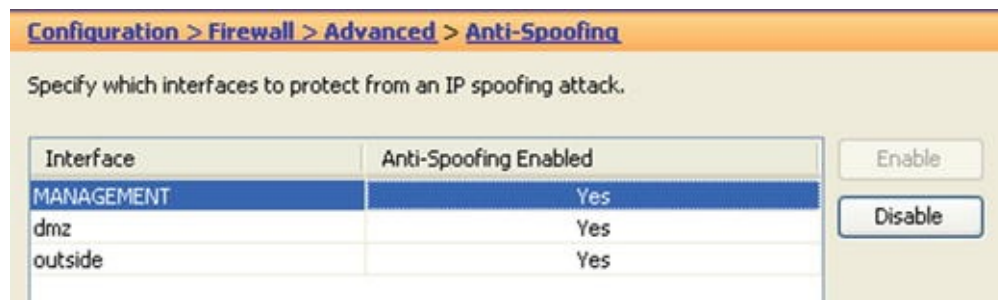 Configuration > Firewall > Advanced > Anti-Spoofing
Specify which interfaces to protect from an IP spoofing attack.
Interface Anti-Spoofing Enabled
Enable
MANAGEMENT Yes
Disable
dmz Yes
outside Yes